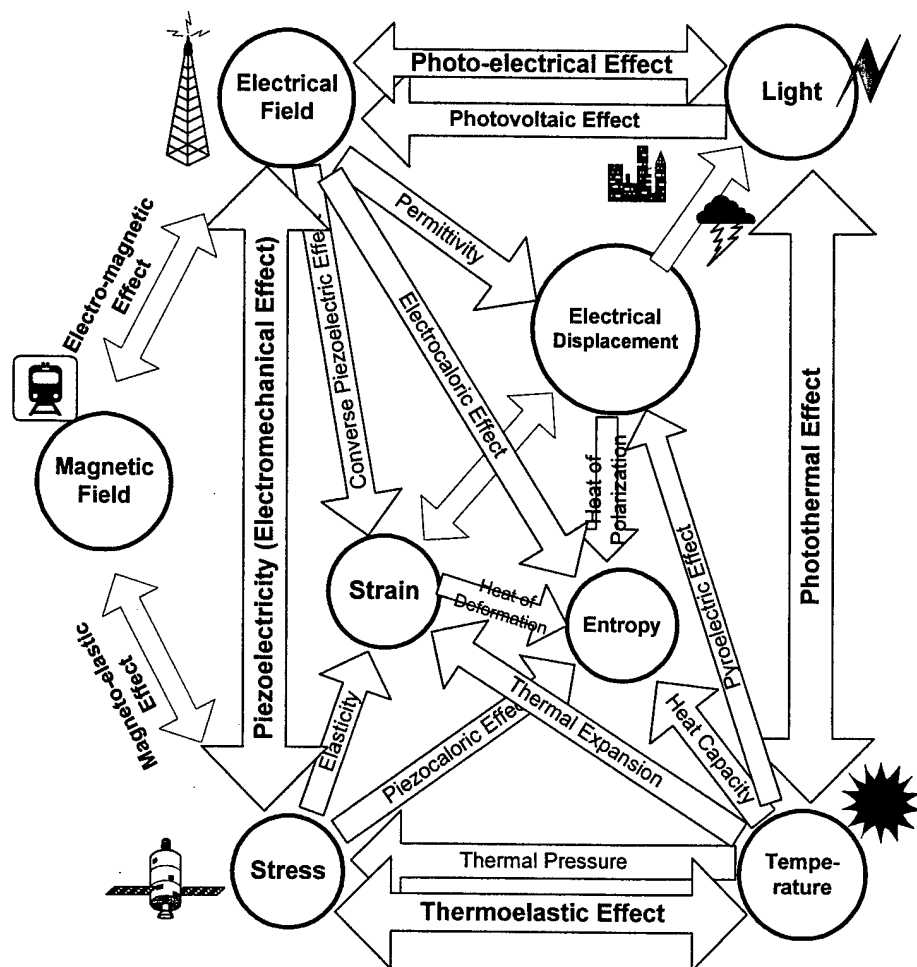 Electrical
Field
Photo-electrical Effect
Photovoltaic Effect
Light
Electro-magnetic
Effect
Permittivity
Piezoelectricity (Electromechanical Effect)
Converse Piezoelectric Effe
Electrocaloric Effect
Electrical
Displacement
Photothermal Effect
Magnetic
Field
Heat of
Polarization
Pyroelectric Effect
Strain
Heat of
Deformation
Entropy
Magneto-elastic
Effect
Elasticity
Piezocaloric Effect
Thermal Expansion
Heat Capacity
Stress
Thermal Pressure
Thermoelastic Effect
Tempe-
rature